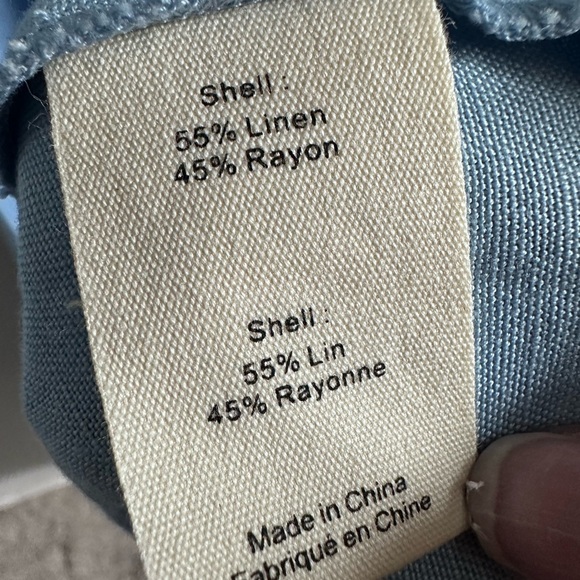 Shell :
55% Linen
45% Rayon
Shell :
55% Lin
45% Rayonne
Made in China
Fabriqué en Chine